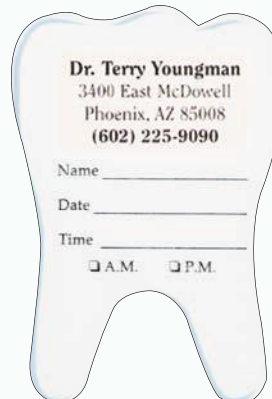 Dr. Terry Youngman
3400 East McDowell
Phoenix, AZ 85008
(602) 225-9090
Name
Date
Time
❑ A.M. ❑ P.M.